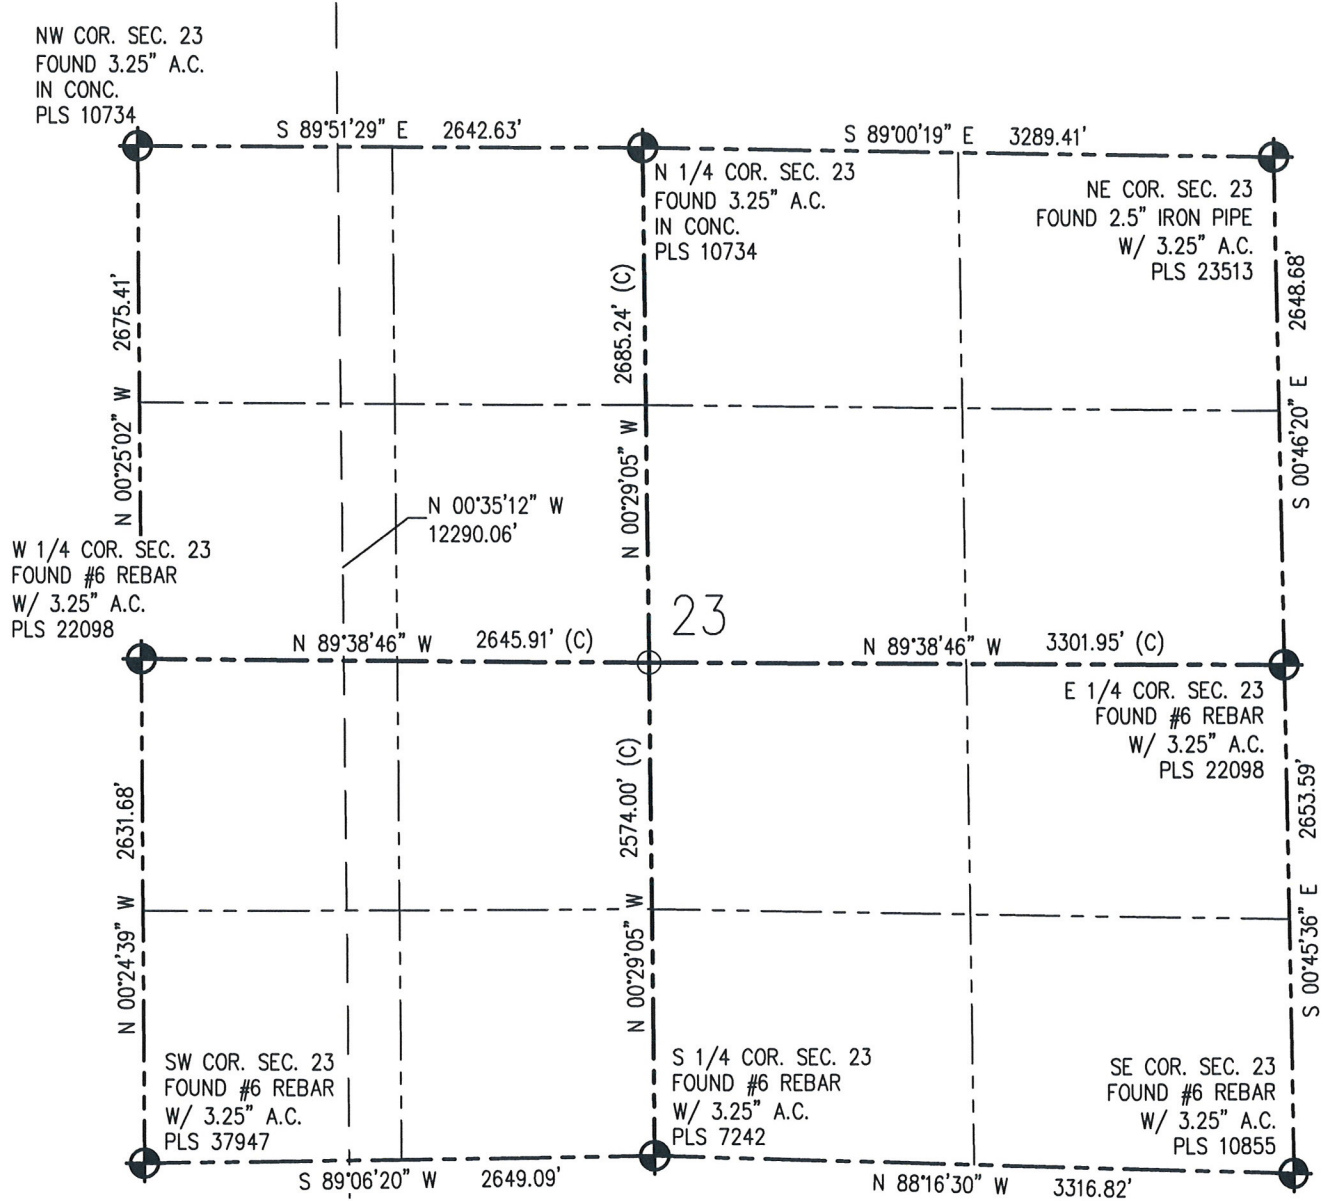 NW COR. SEC. 23
FOUND 3.25" A.C.
IN CONC.
PLS 10734
S 89°51'29" E 2642.63'
S 89°00'19" E 3289.41'
N 1/4 COR. SEC. 23
FOUND 3.25" A.C.
IN CONC.
PLS 10734
NE COR. SEC. 23
FOUND 2.5" IRON PIPE
W/ 3.25" A.C.
PLS 23513
N 00°25'02" W 2675.41'
N 00°29'05" W 2685.24' (C)
S 00°46'20" E 2648.68'
N 00°35'12" W
12290.06'
W 1/4 COR. SEC. 23
FOUND #6 REBAR
W/ 3.25" A.C.
PLS 22098
23
N 89°38'46" W 2645.91' (C)
N 89°38'46" W 3301.95' (C)
E 1/4 COR. SEC. 23
FOUND #6 REBAR
W/ 3.25" A.C.
PLS 22098
N 00°24'39" W 2631.68'
N 00°29'05" W 2574.00' (C)
S 00°45'36" E 2653.59'
SW COR. SEC. 23
FOUND #6 REBAR
W/ 3.25" A.C.
PLS 37947
S 1/4 COR. SEC. 23
FOUND #6 REBAR
W/ 3.25" A.C.
PLS 7242
SE COR. SEC. 23
FOUND #6 REBAR
W/ 3.25" A.C.
PLS 10855
S 89°06'20" W 2649.09'
N 88°16'30" W 3316.82'